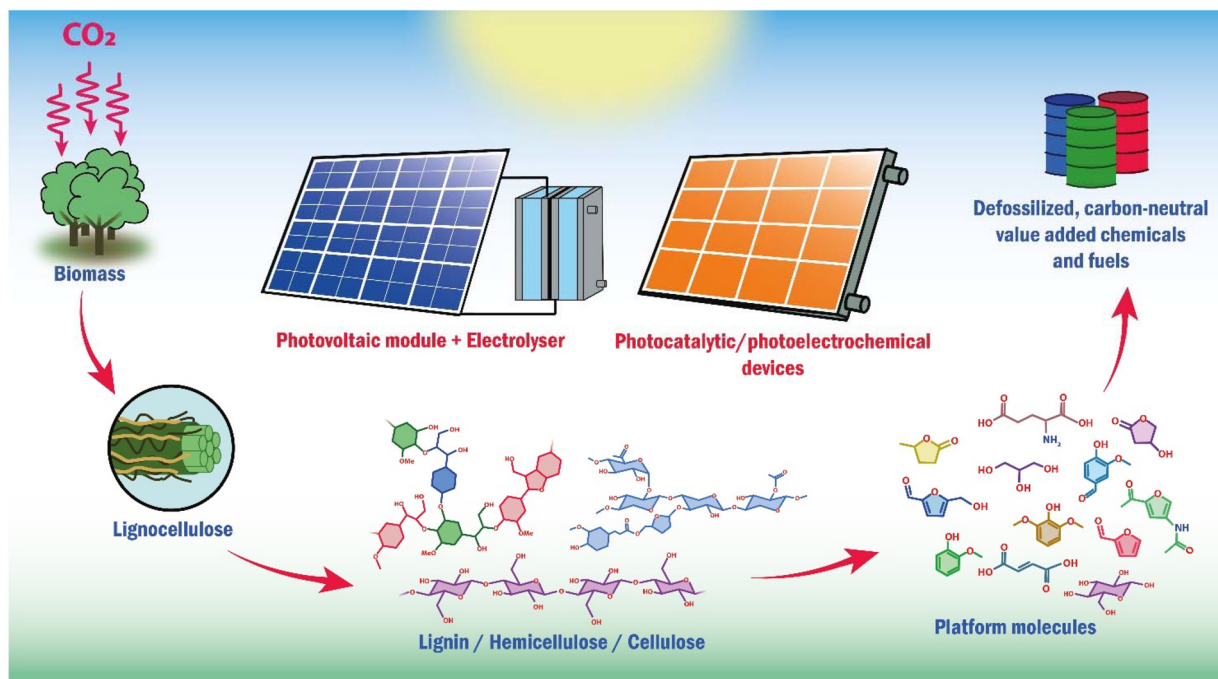 CO₂
Biomass
Photovoltaic module + Electrolyser
Photocatalytic/photoelectrochemical
devices
Defossilized, carbon-neutral
value added chemicals
and fuels
Lignocellulose
Lignin / Hemicellulose / Cellulose
Platform molecules